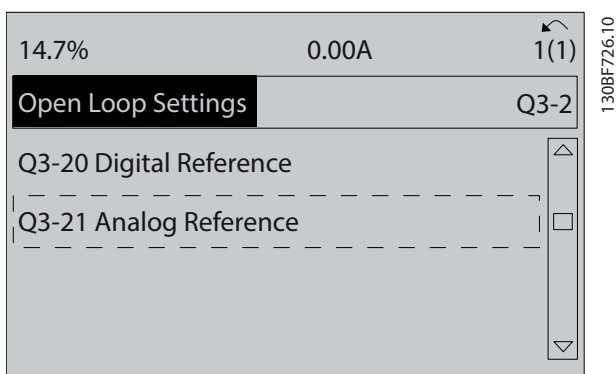 14.7% 0.00A 1(1)
Open Loop Settings Q3-2
Q3-20 Digital Reference
Q3-21 Analog Reference
130BF726.10